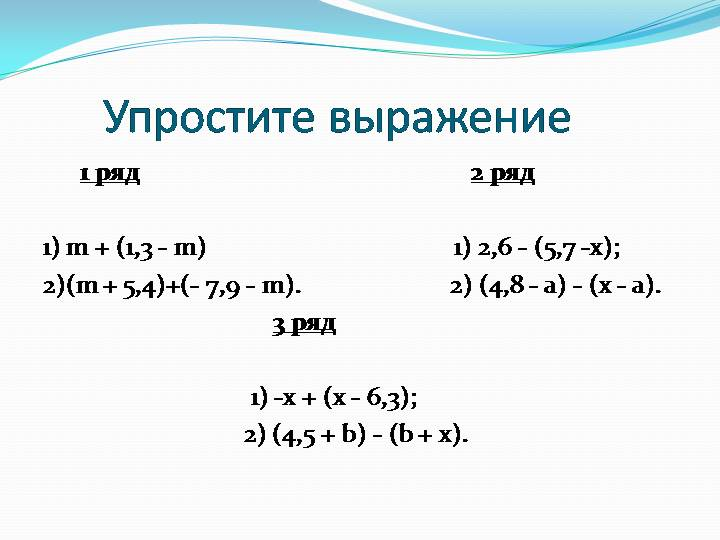 Упростите выражение
1 ряд 2 ряд
1) m + (1,3 – m) 1) 2,6 – (5,7 –x);
2)(m + 5,4)+(– 7,9 – m). 2) (4,8 – a) – (x – a).
3 ряд
1) –x + (x – 6,3);
2) (4,5 + b) – (b + x).